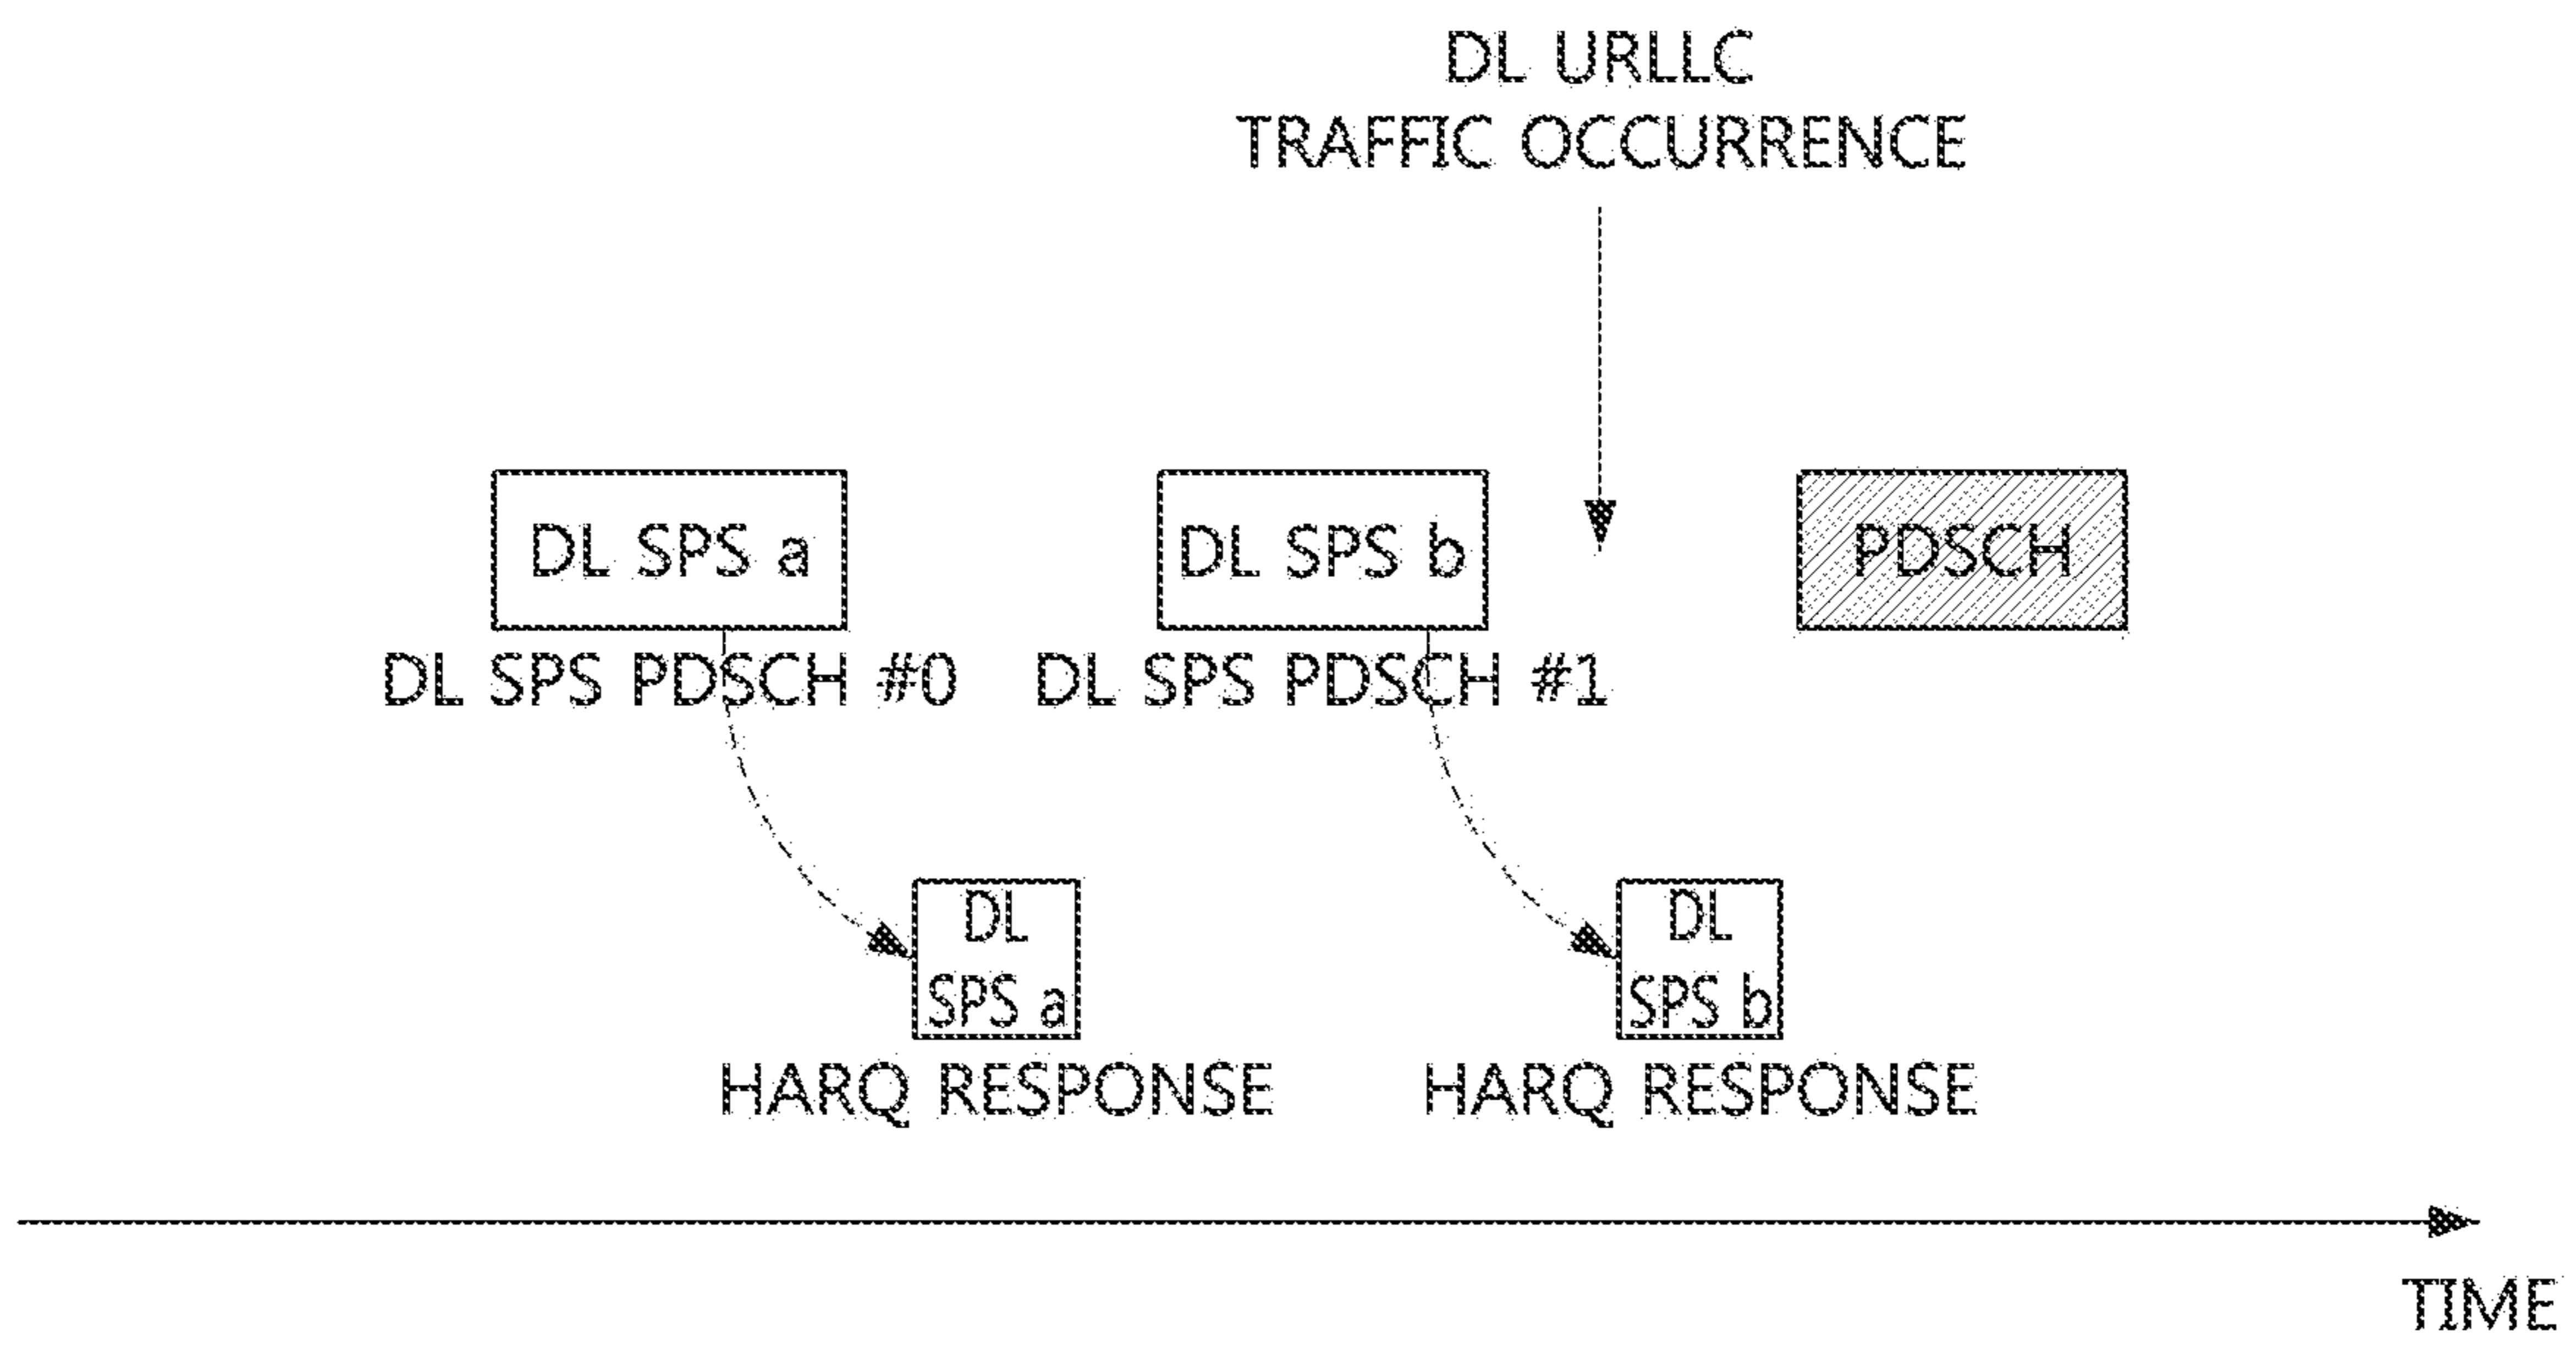 DL URLLC
TRAFFIC OCCURRENCE
DL SPS a
DL SPS b
PDSCH
DL SPS PDSCH #0
DL SPS PDSCH #1
DL
SPS a
DL
SPS b
HARQ RESPONSE
HARQ RESPONSE
TIME